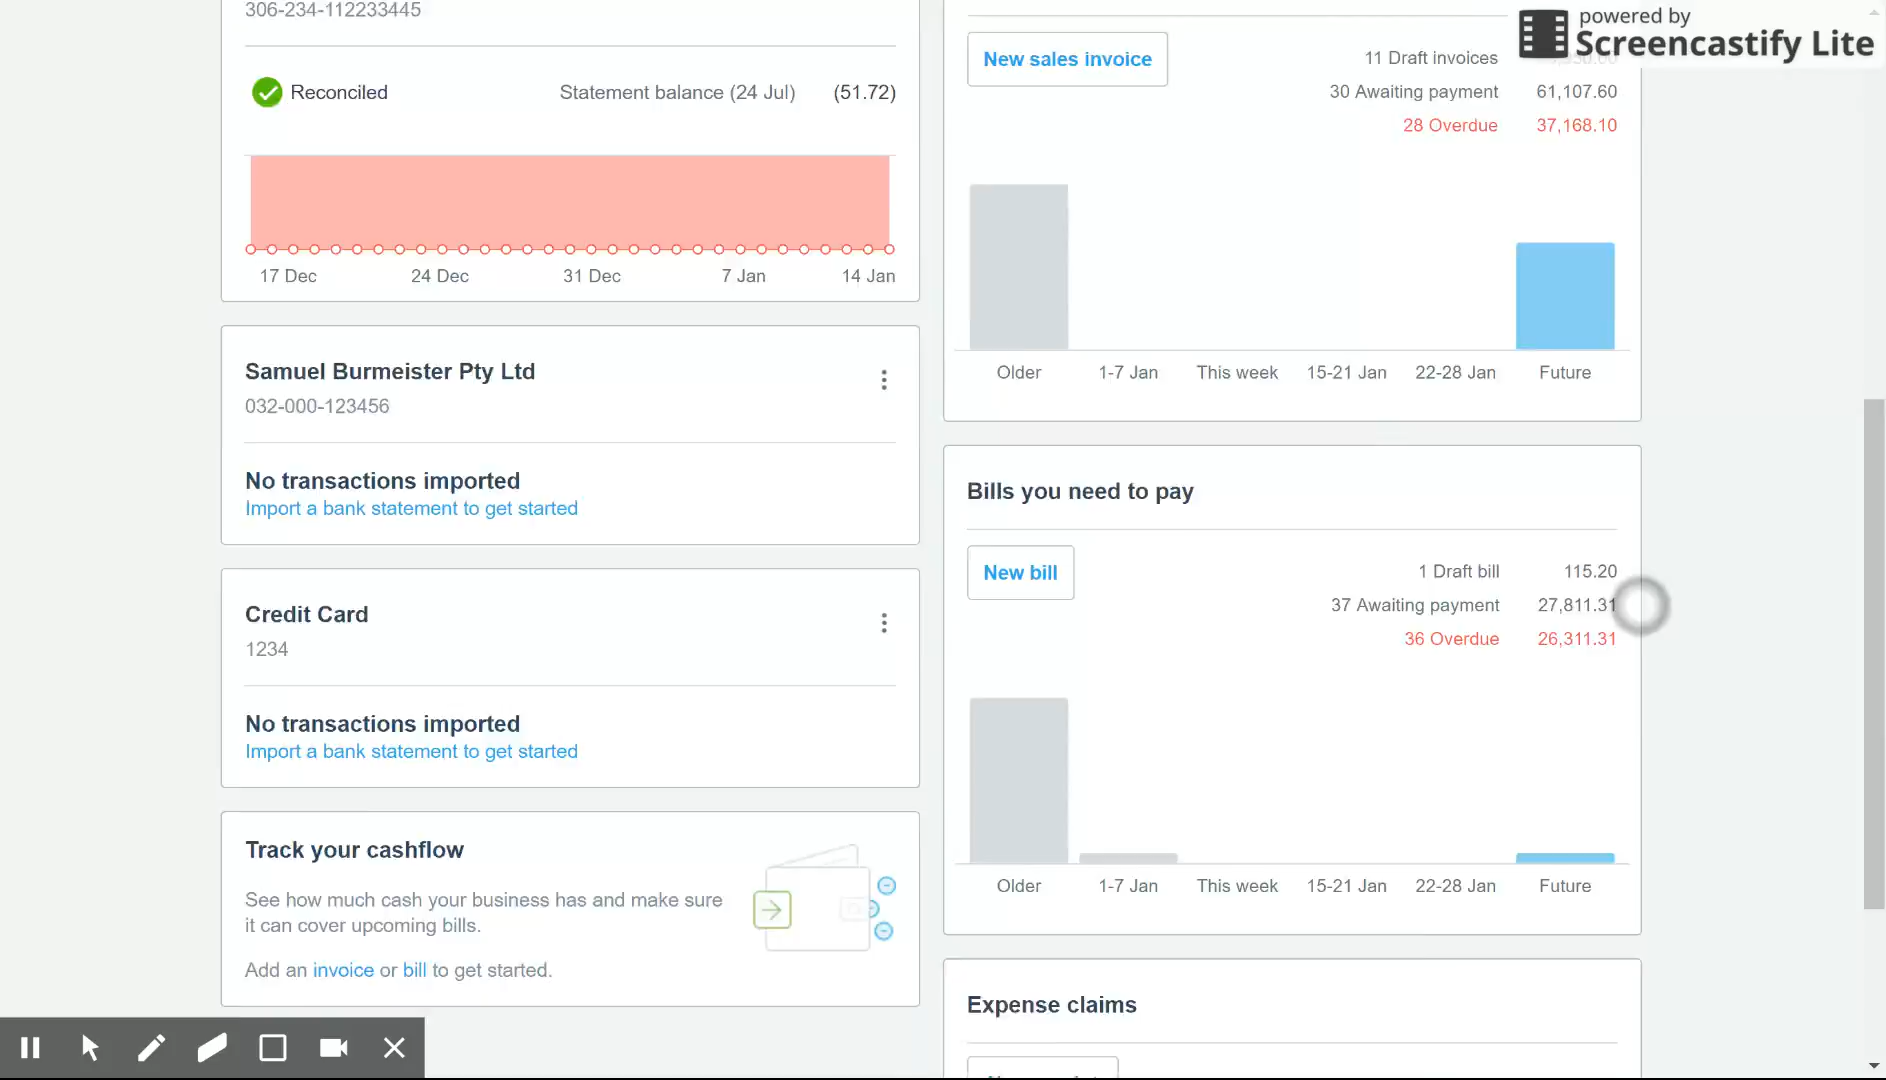 306-234-112233445
Reconciled
Statement balance (24 Jul)
(51.72)
17 Dec
24 Dec
31 Dec
7 Jan
14 Jan
Samuel Burmeister Pty Ltd
032-000-123456
No transactions imported
Import a bank statement to get started
Credit Card
1234
No transactions imported
Import a bank statement to get started
Track your cashflow
See how much cash your business has and make sure
it can cover upcoming bills.
Add an invoice or bill to get started.
powered by
Screencastify Lite
New sales invoice
11 Draft invoices
30 Awaiting payment 61,107.60
28 Overdue 37,168.10
Older
1-7 Jan
This week
15-21 Jan
22-28 Jan
Future
Bills you need to pay
New bill
1 Draft bill 115.20
37 Awaiting payment 27,811.31
36 Overdue 26,311.31
Older
1-7 Jan
This week
15-21 Jan
22-28 Jan
Future
Expense claims